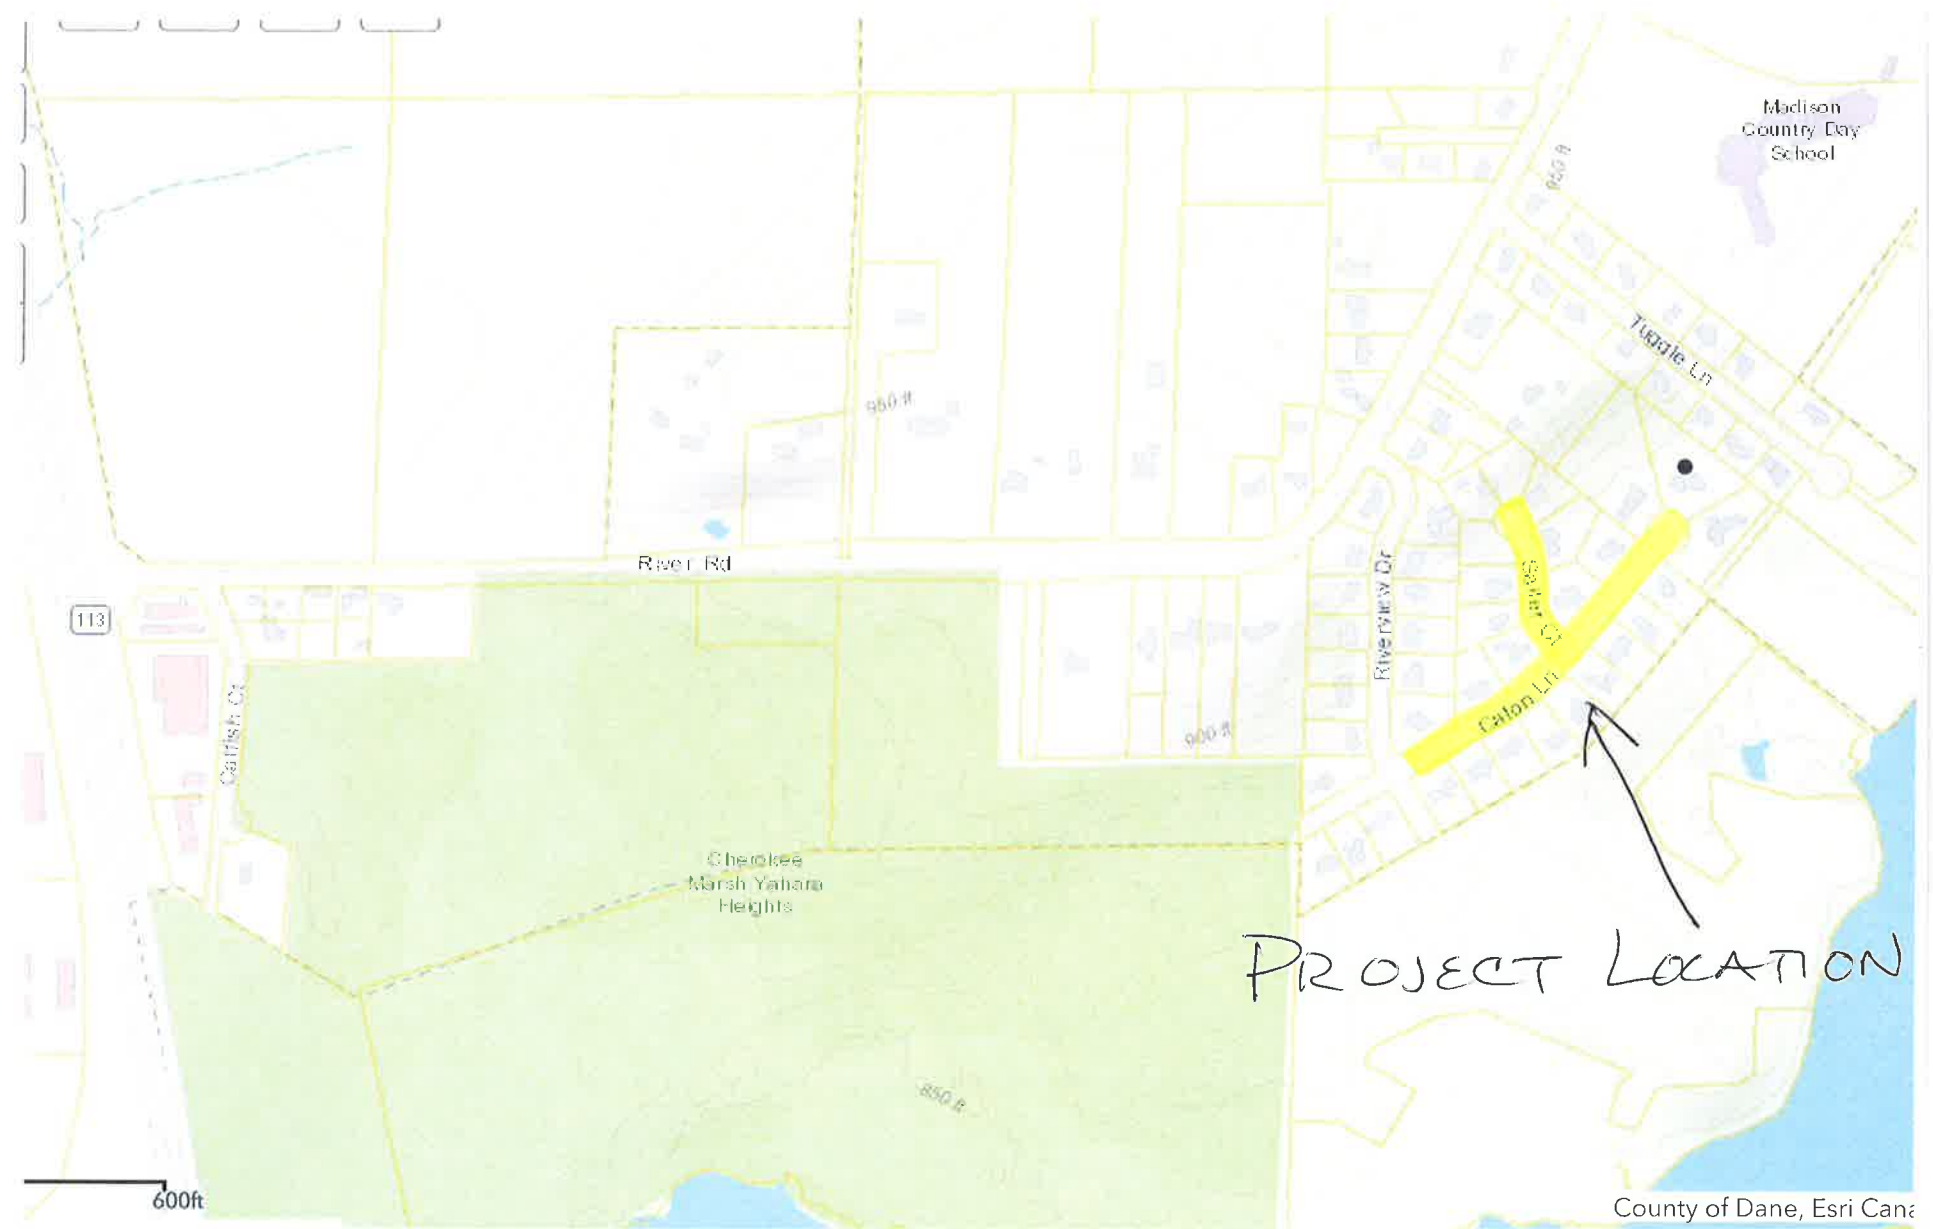 Madison
Country Day
School
950 ft
Tuggle Ln
950 ft
River Rd
113
Riverview Dr
Caton Ln
Catfish Ct
900 ft
Cherokee
Marsh Yahara
Heights
PROJECT LOCATION
850 ft
600ft
County of Dane, Esri Cana